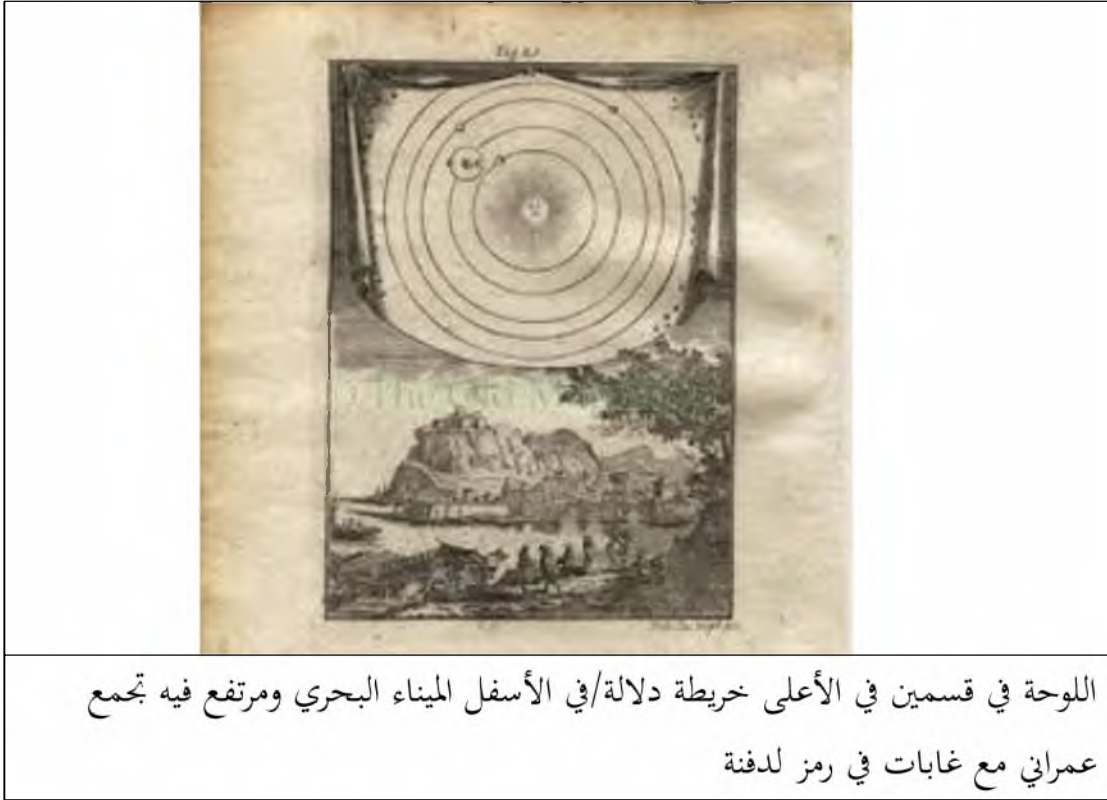 اللوحة في قسمين في الأعلى خريطة دلالة/في الأسفل الميناء البحري ومرتفع فيه تجمع
عمراني مع غابات في رمز لدفنة